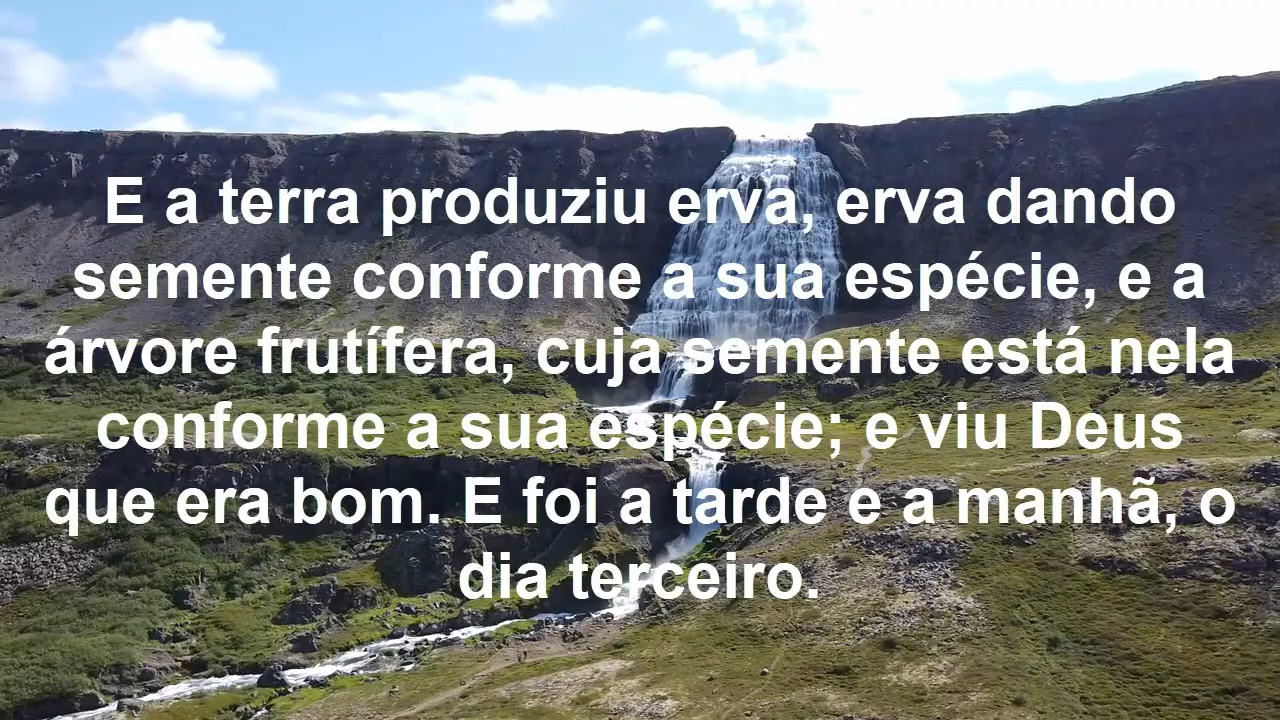 E a terra produziu erva, erva dando
semente conforme a sua espécie, e a
árvore frutífera, cuja semente está nela
conforme a sua espécie; e viu Deus
que era bom. E foi a tarde e a manhã, o
dia terceiro.